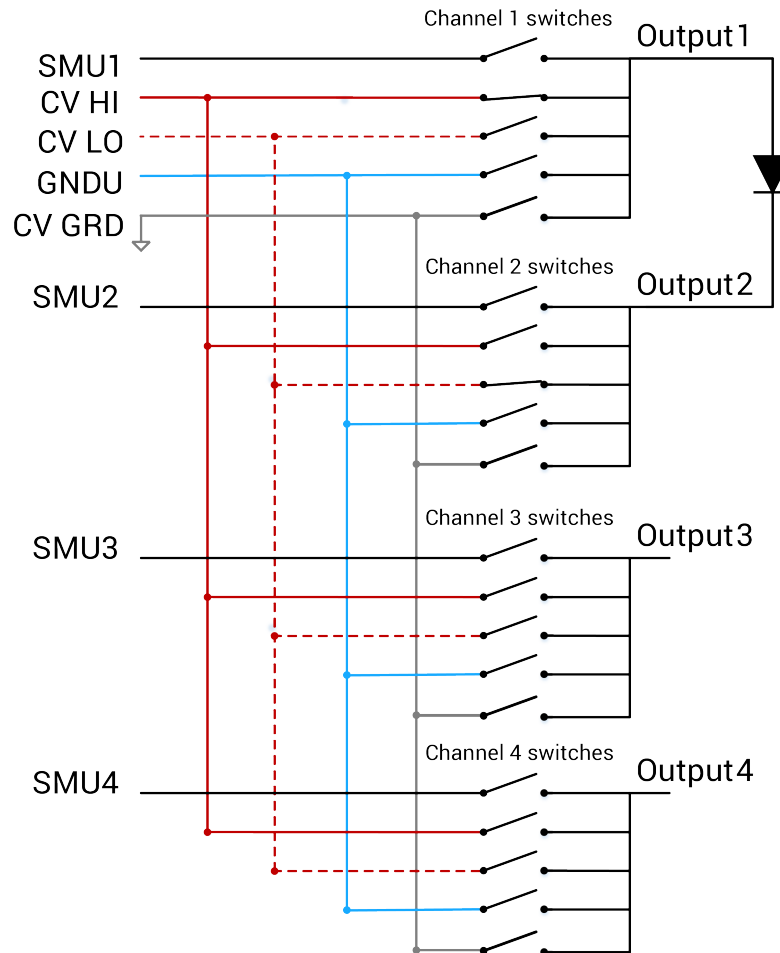 Channel 1 switches
Output1
SMU1
CV HI
CV LO
GNDU
CV GRD
Channel 2 switches
Output2
SMU2
Channel 3 switches
Output3
SMU3
Channel 4 switches
Output4
SMU4